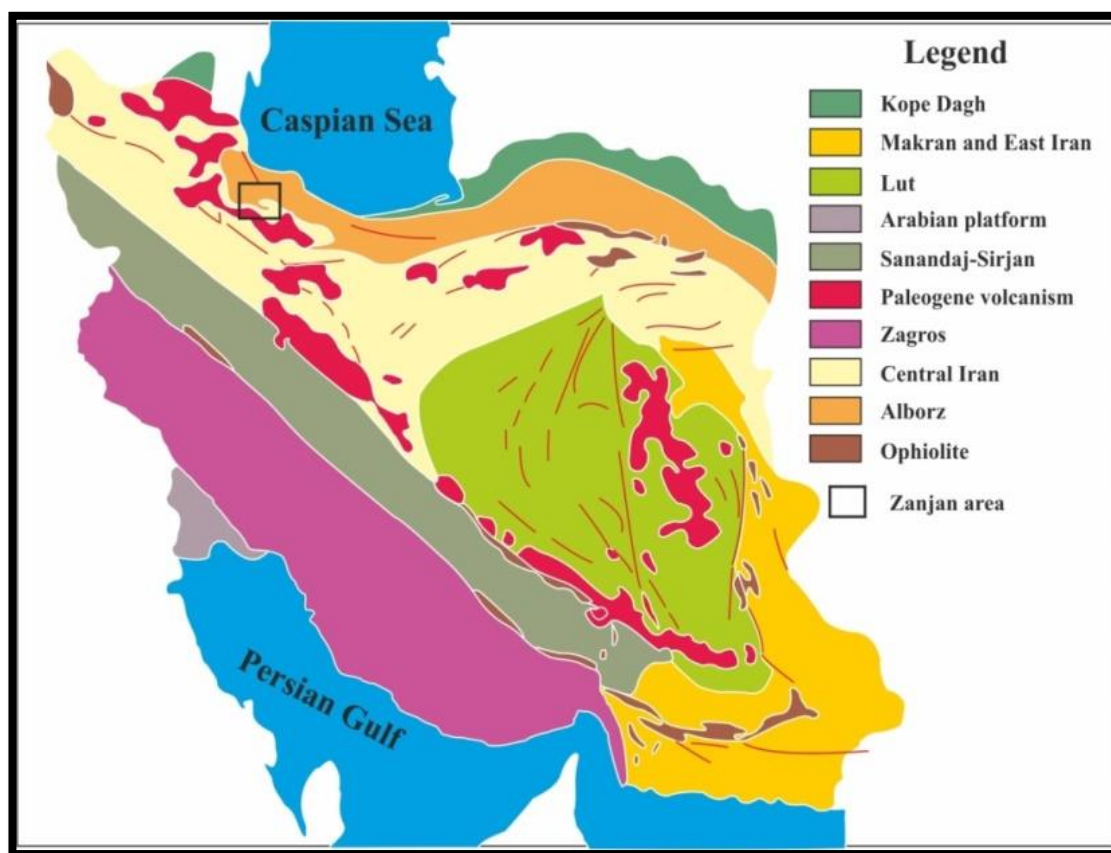 Caspian Sea
Persian Gulf
Legend
Kope Dagh
Makran and East Iran
Lut
Arabian platform
Sanandaj-Sirjan
Paleogene volcanism
Zagros
Central Iran
Alborz
Ophiolite
Zanjan area